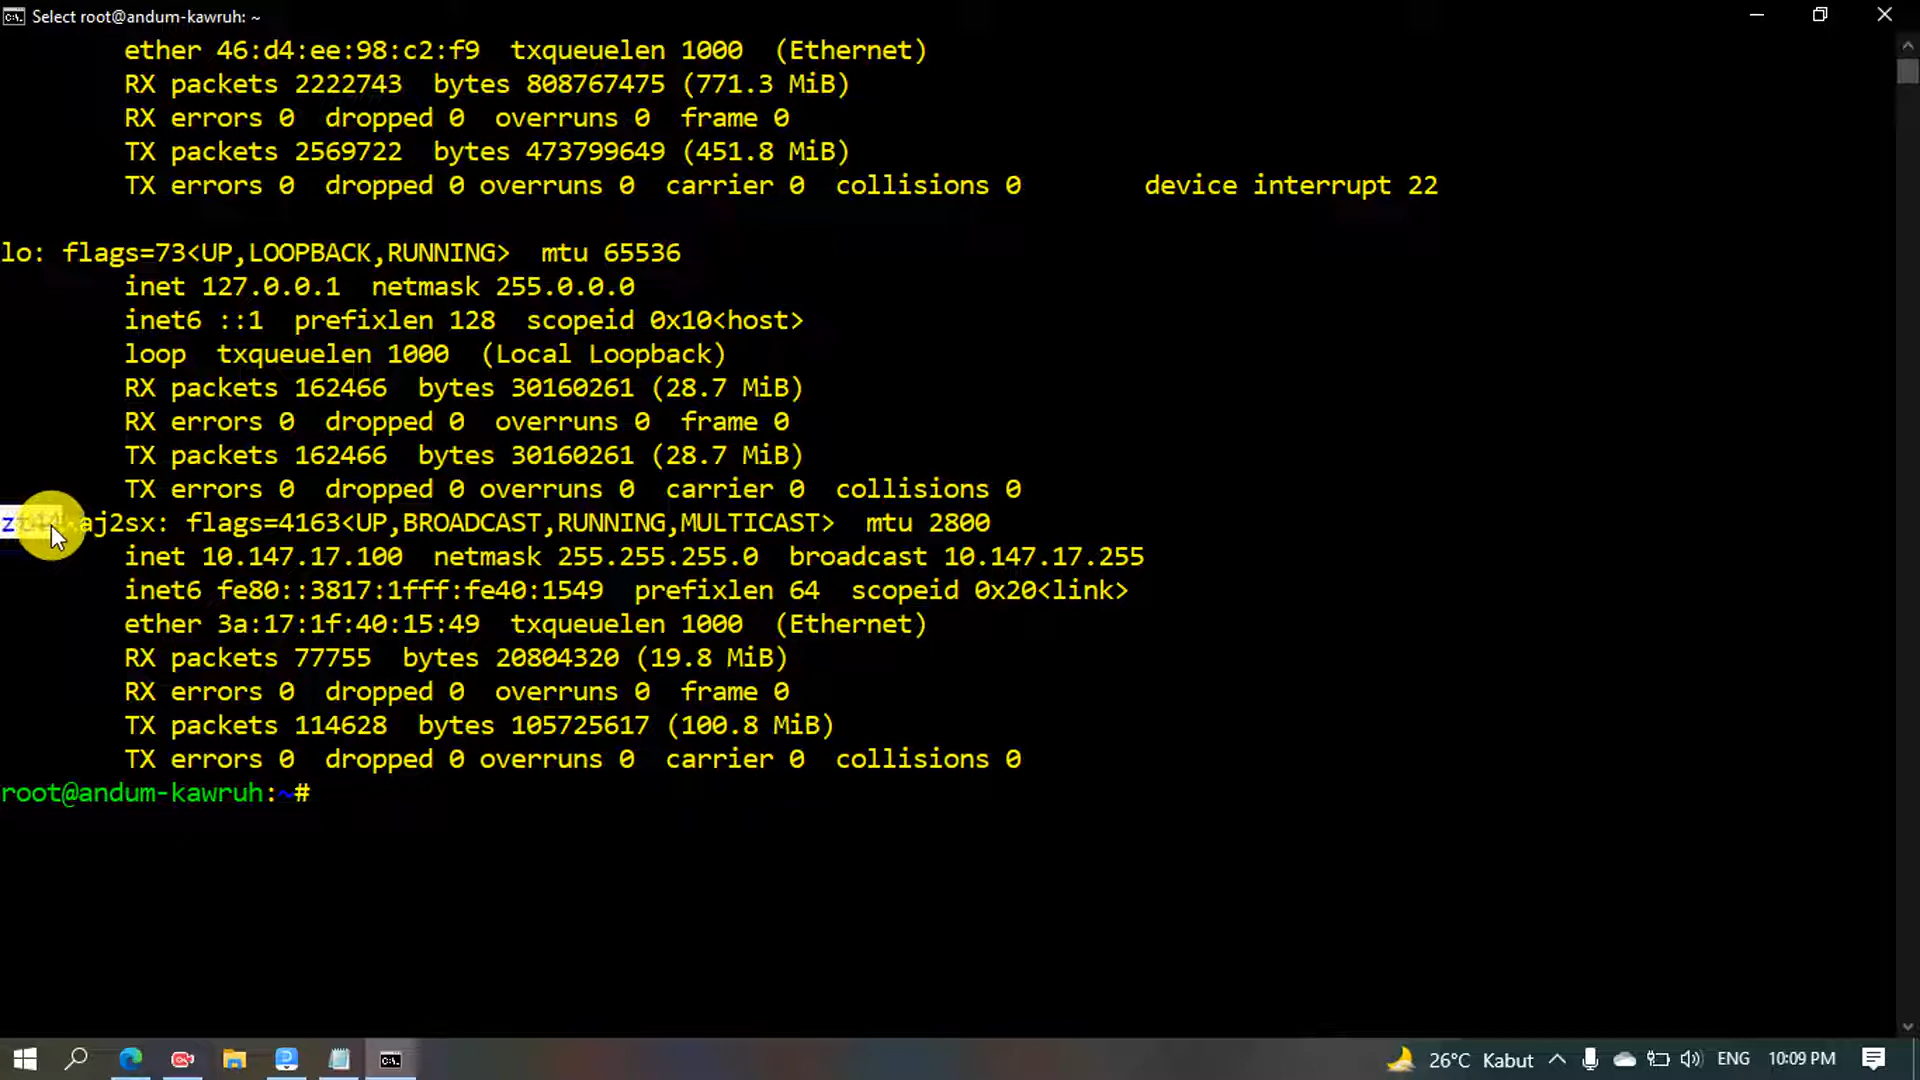 Select root@andum-kawruh: ~
ether 46:d4:ee:98:c2:f9  txqueuelen 1000  (Ethernet)
RX packets 2222743  bytes 808767475 (771.3 MiB)
RX errors 0  dropped 0  overruns 0  frame 0
TX packets 2569722  bytes 473799649 (451.8 MiB)
TX errors 0  dropped 0 overruns 0  carrier 0  collisions 0        device interrupt 22
lo: flags=73<UP,LOOPBACK,RUNNING>  mtu 65536
inet 127.0.0.1  netmask 255.0.0.0
inet6 ::1  prefixlen 128  scopeid 0x10<host>
loop  txqueuelen 1000  (Local Loopback)
RX packets 162466  bytes 30160261 (28.7 MiB)
RX errors 0  dropped 0  overruns 0  frame 0
TX packets 162466  bytes 30160261 (28.7 MiB)
TX errors 0  dropped 0 overruns 0  carrier 0  collisions 0
flags=4163<UP,BROADCAST,RUNNING,MULTICAST>  mtu 2800
inet 10.147.17.100  netmask 255.255.255.0  broadcast 10.147.17.255
inet6 fe80::3817:1fff:fe40:1549  prefixlen 64  scopeid 0x20<link>
ether 3a:17:1f:40:15:49  txqueuelen 1000  (Ethernet)
RX packets 77755  bytes 20804320 (19.8 MiB)
RX errors 0  dropped 0  overruns 0  frame 0
TX packets 114628  bytes 105725617 (100.8 MiB)
TX errors 0  dropped 0 overruns 0  carrier 0  collisions 0
root@andum-kawruh:~#
26°C  Kabut  ENG  10:09 PM